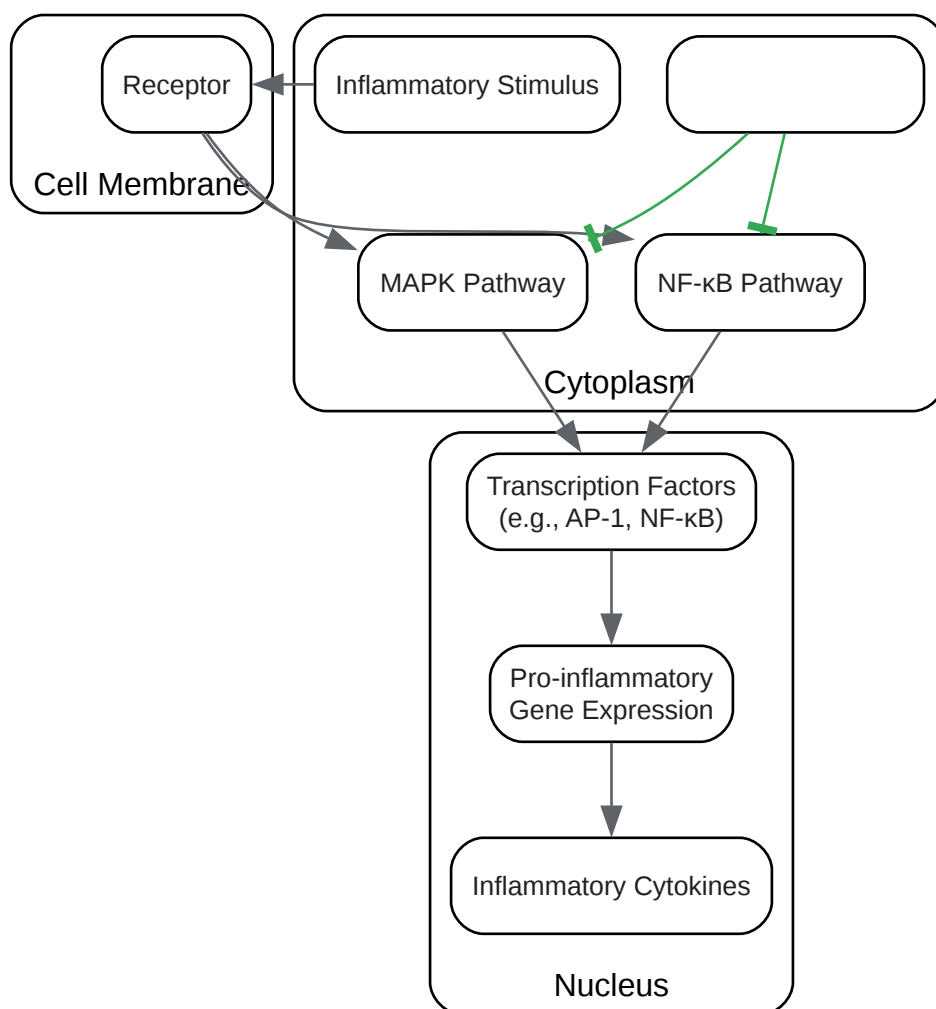 Receptor
Inflammatory Stimulus
Cell Membrane
MAPK Pathway
NF-κB Pathway
Cytoplasm
Transcription Factors
(e.g., AP-1, NF-κB)
Pro-inflammatory
Gene Expression
Inflammatory Cytokines
Nucleus